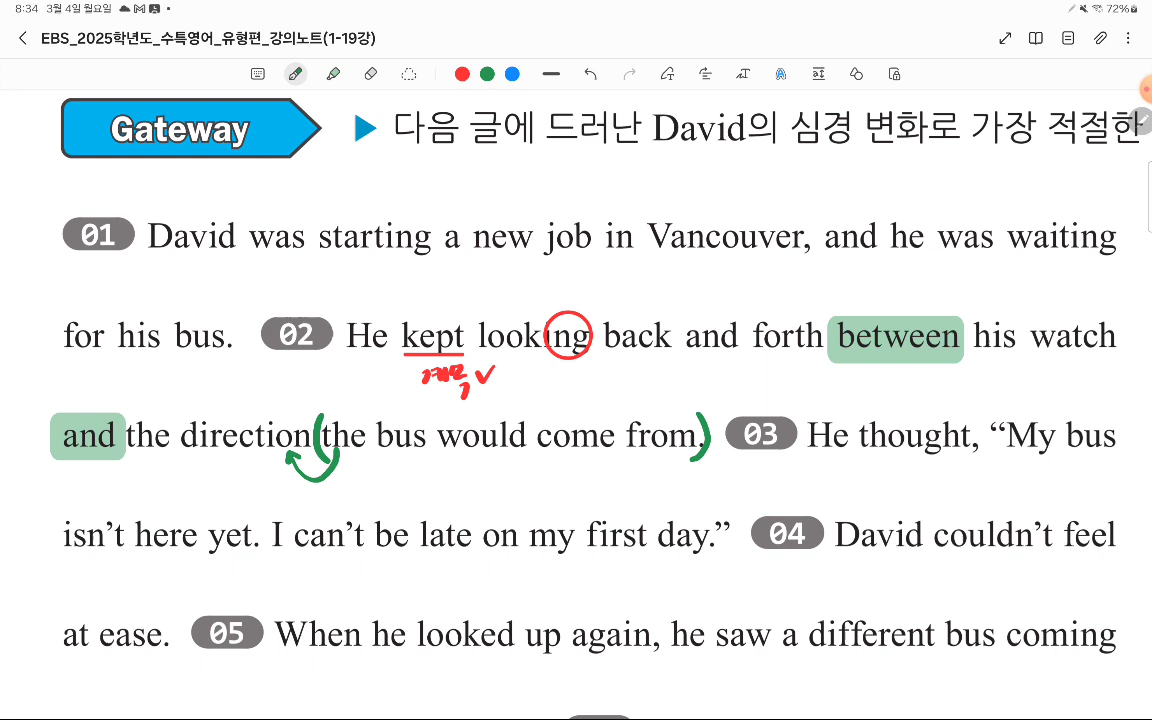 8:34 3월 4일 월요일 72%
EBS_2025학년도_수특영어_유형편_강의노트(1-19강)
Gateway 다음 글에 드러난 David의 심경 변화로 가장 적절한
01 David was starting a new job in Vancouver, and he was waiting
for his bus. 02 He kept looking back and forth between his watch
and the direction (the bus would come from.) 03 He thought, “My bus
isn’t here yet. I can’t be late on my first day.” 04 David couldn’t feel
at ease. 05 When he looked up again, he saw a different bus coming